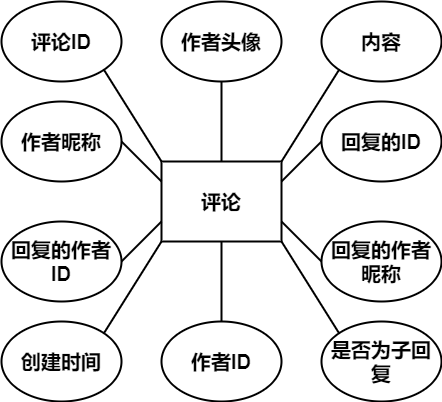 评论ID
作者头像
内容
作者昵称
回复的ID
评论
回复的作者
ID
回复的作者
昵称
创建时间
作者ID
是否为子回
复